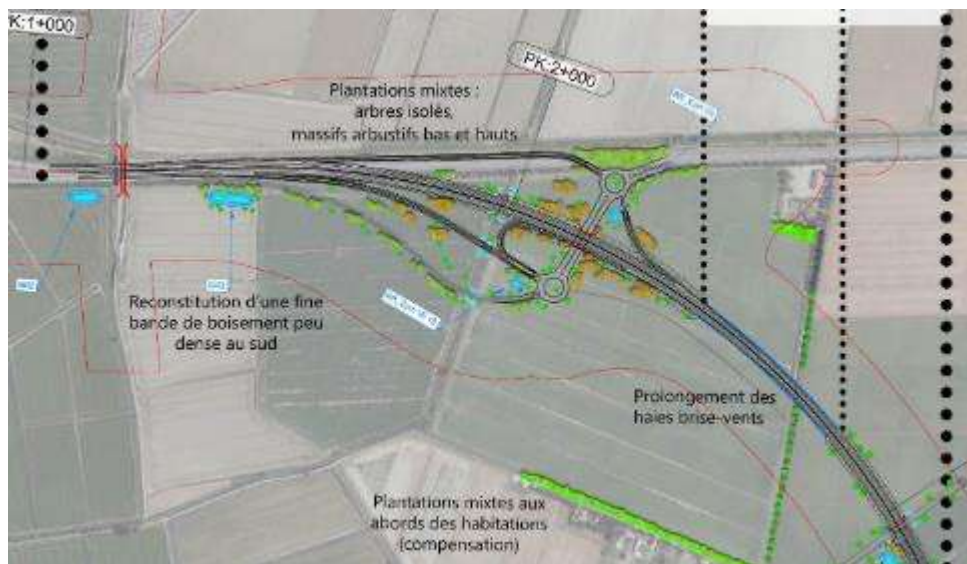 PK:1+000
PK:2+000
Plantations mixtes :
arbres isolés,
massifs arbustifs bas et hauts
Reconstitution d'une fine
bande de boisement peu
dense au sud
Prolongement des
haies brise-vents
Plantations mixtes aux
abords des habitations
(compensation)